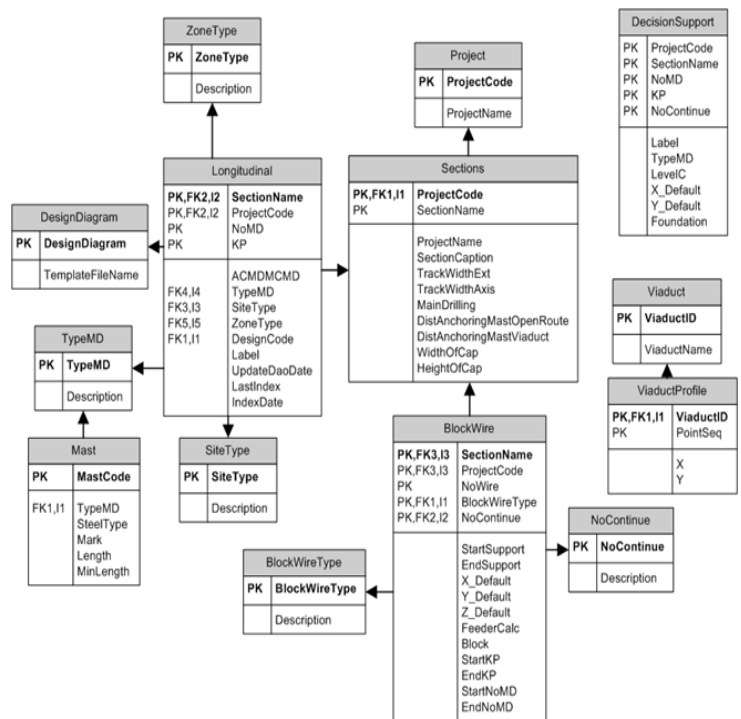 ZoneType
PK ZoneType
Description
Project
PK ProjectCode
ProjectName
DecisionSupport
PK ProjectCode
PK SectionName
PK NoMD
PK KP
PK NoContinue
Label
TypeMD
LevelC
X_Default
Y_Default
Foundation
Longitudinal
PK,FK2,I2 SectionName
PK,FK2,I2 ProjectCode
PK NoMD
PK KP
ACMDMCMD
FK4,I4 TypeMD
FK3,I3 SiteType
FK5,I5 ZoneType
FK1,I1 DesignCode
Label
UpdateDaoDate
LastIndex
IndexDate
Sections
PK,FK1,I1 ProjectCode
PK SectionName
ProjectName
SectionCaption
TrackWidthExt
TrackWidthAxis
MainDrilling
DistAnchoringMastOpenRoute
DistAnchoringMastViaduct
WidthOfCap
HeightOfCap
DesignDiagram
PK DesignDiagram
TemplateFileName
Viaduct
PK ViaductID
ViaductName
TypeMD
PK TypeMD
Description
ViaductProfile
PK,FK1,I1 ViaductID
PK PointSeq
X
Y
Mast
PK MastCode
FK1,I1 TypeMD
SteelType
Mark
Length
MinLength
SiteType
PK SiteType
Description
BlockWire
PK,FK3,I3 SectionName
PK,FK3,I3 ProjectCode
PK NoWire
PK,FK1,I1 BlockWireType
PK,FK2,I2 NoContinue
StartSupport
EndSupport
X_Default
Y_Default
Z_Default
FeederCalc
Block
StartKP
EndKP
StartNoMD
EndNoMD
NoContinue
PK NoContinue
Description
BlockWireType
PK BlockWireType
Description